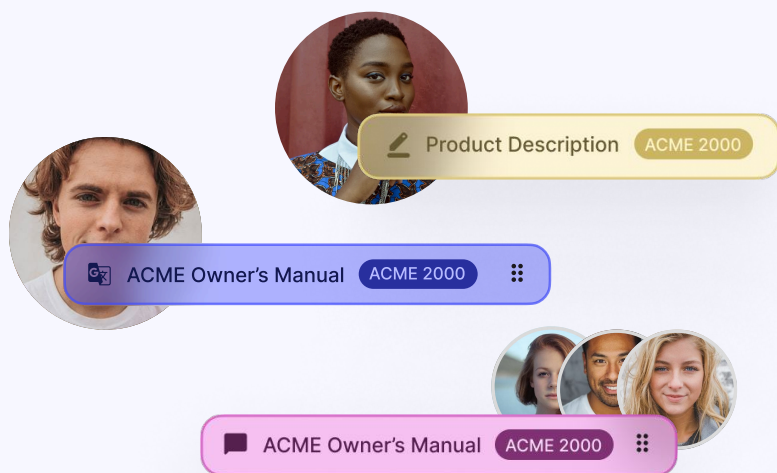 Product Description ACME 2000
ACME Owner’s Manual ACME 2000
ACME Owner’s Manual ACME 2000